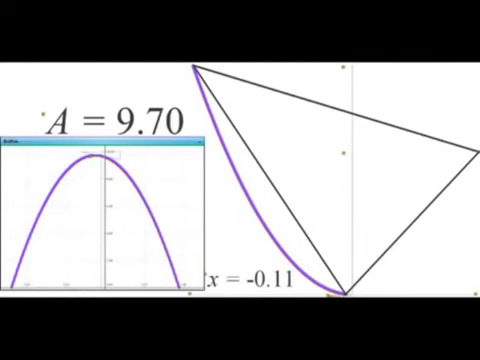 A = 9.70
x = -0.11